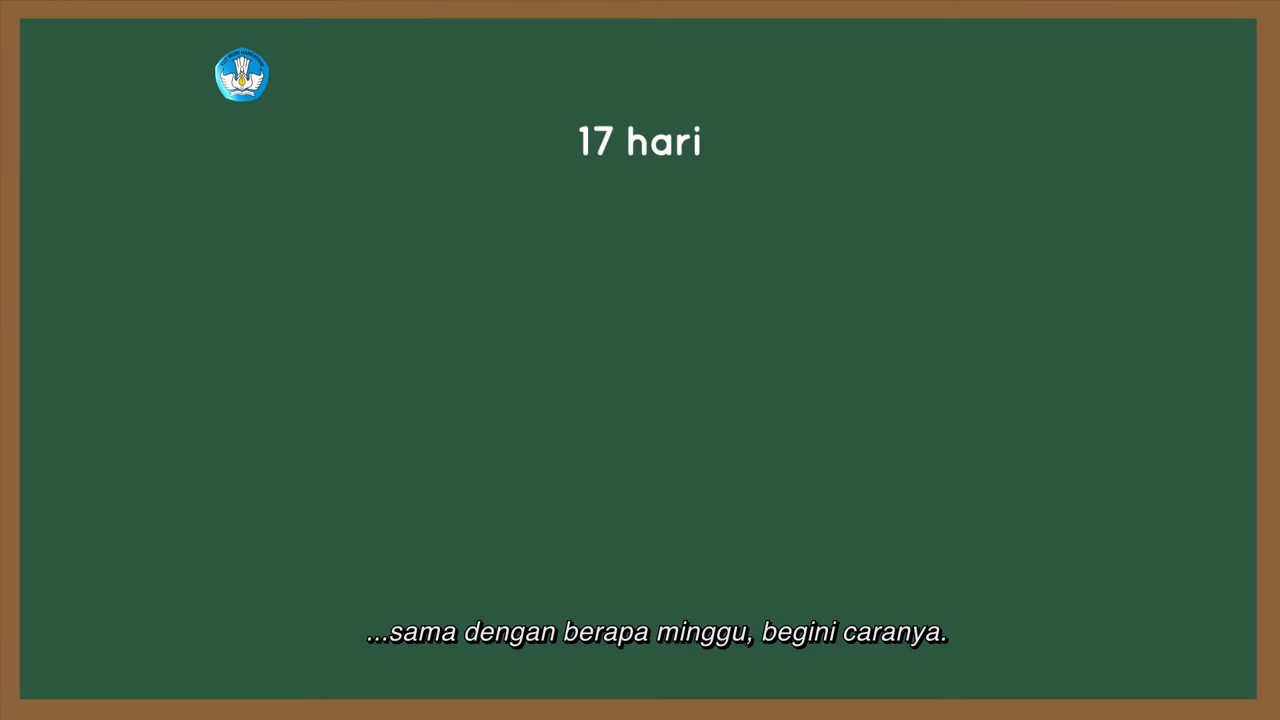 17 hari
...sama dengan berapa minggu, begini caranya.